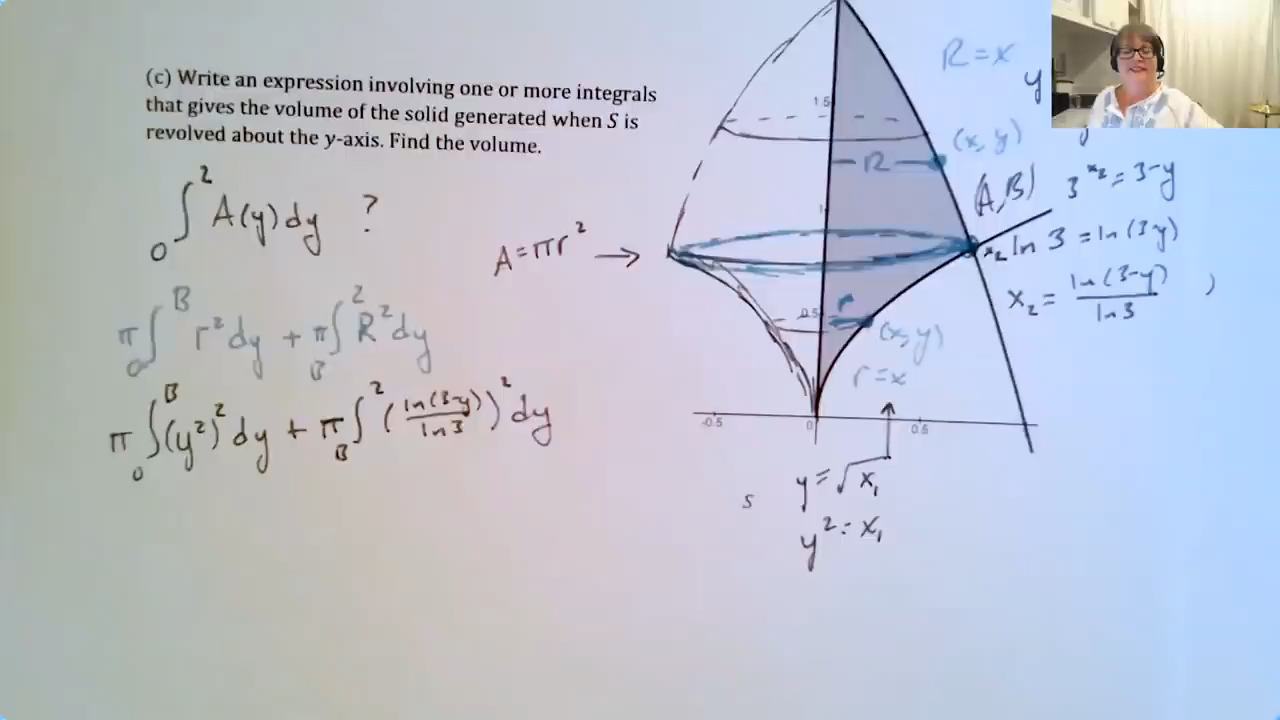 (c) Write an expression involving one or more integrals
that gives the volume of the solid generated when S is
revolved about the y-axis. Find the volume.
∫₀² A(y) dy ?
A = πr² →
π∫₀ᴮ r² dy + π∫_B² R² dy
π∫₀ᴮ (y²)² dy + π∫_B² (ln(3-y)/ln 3)² dy
1.5
1
0.5
-0.5
0
0.5
R
r
R = x
y
(x, y)
(A, B)
3^x₂ = 3-y
x₂ ln 3 = ln(3-y)
x₂ = ln(3-y)/ln 3
(x, y)
r = x
s
y = √x₁
y² = x₁